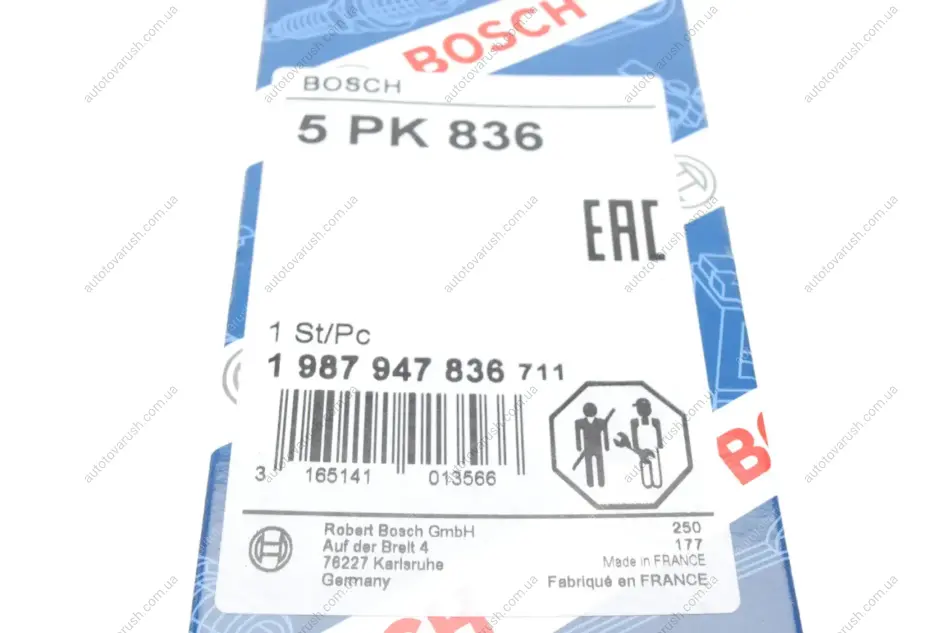 BOSCH
BOSCH
5 PK 836
EAC
1 St/Pc
1 987 947 836 711
3 165141 013566
B
Robert Bosch GmbH
Auf der Breit 4
76227 Karlsruhe
Germany
250
177
Made in FRANCE
Fabriqué en FRANCE
autotovarush.com.ua